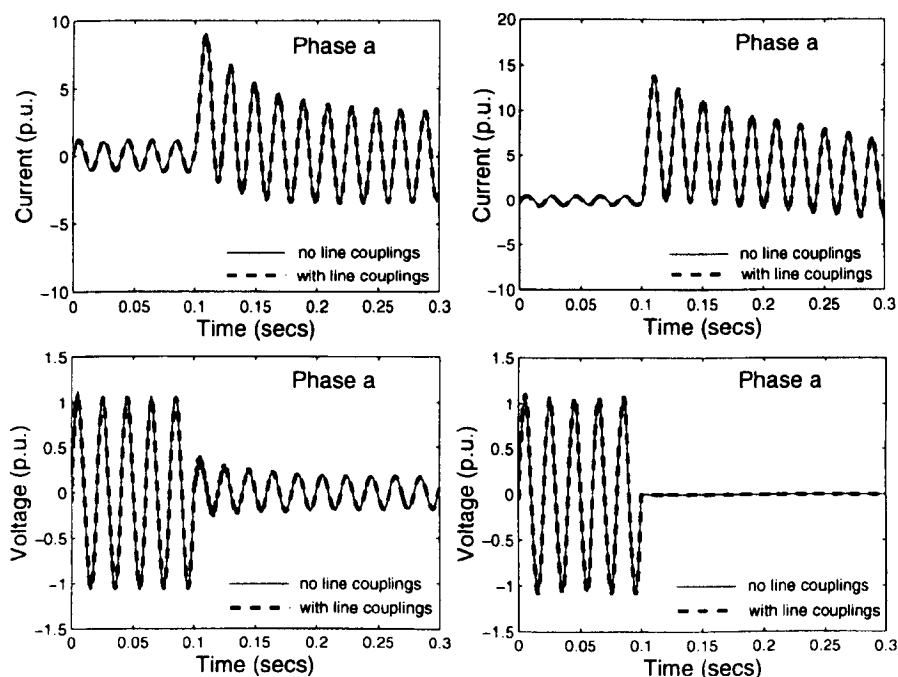 Phase a
Current (p.u.)
10
5
0
−5
−10
no line couplings
with line couplings
0
0.05
0.1
0.15
0.2
0.25
0.3
Time (secs)
Phase a
Current (p.u.)
20
15
10
5
0
−5
−10
no line couplings
with line couplings
0
0.05
0.1
0.15
0.2
0.25
0.3
Time (secs)
Phase a
Voltage (p.u.)
1.5
1
0.5
0
−0.5
−1
−1.5
no line couplings
with line couplings
0
0.05
0.1
0.15
0.2
0.25
0.3
Time (secs)
Phase a
Voltage (p.u.)
1.5
1
0.5
0
−0.5
−1
−1.5
no line couplings
with line couplings
0
0.05
0.1
0.15
0.2
0.25
0.3
Time (secs)